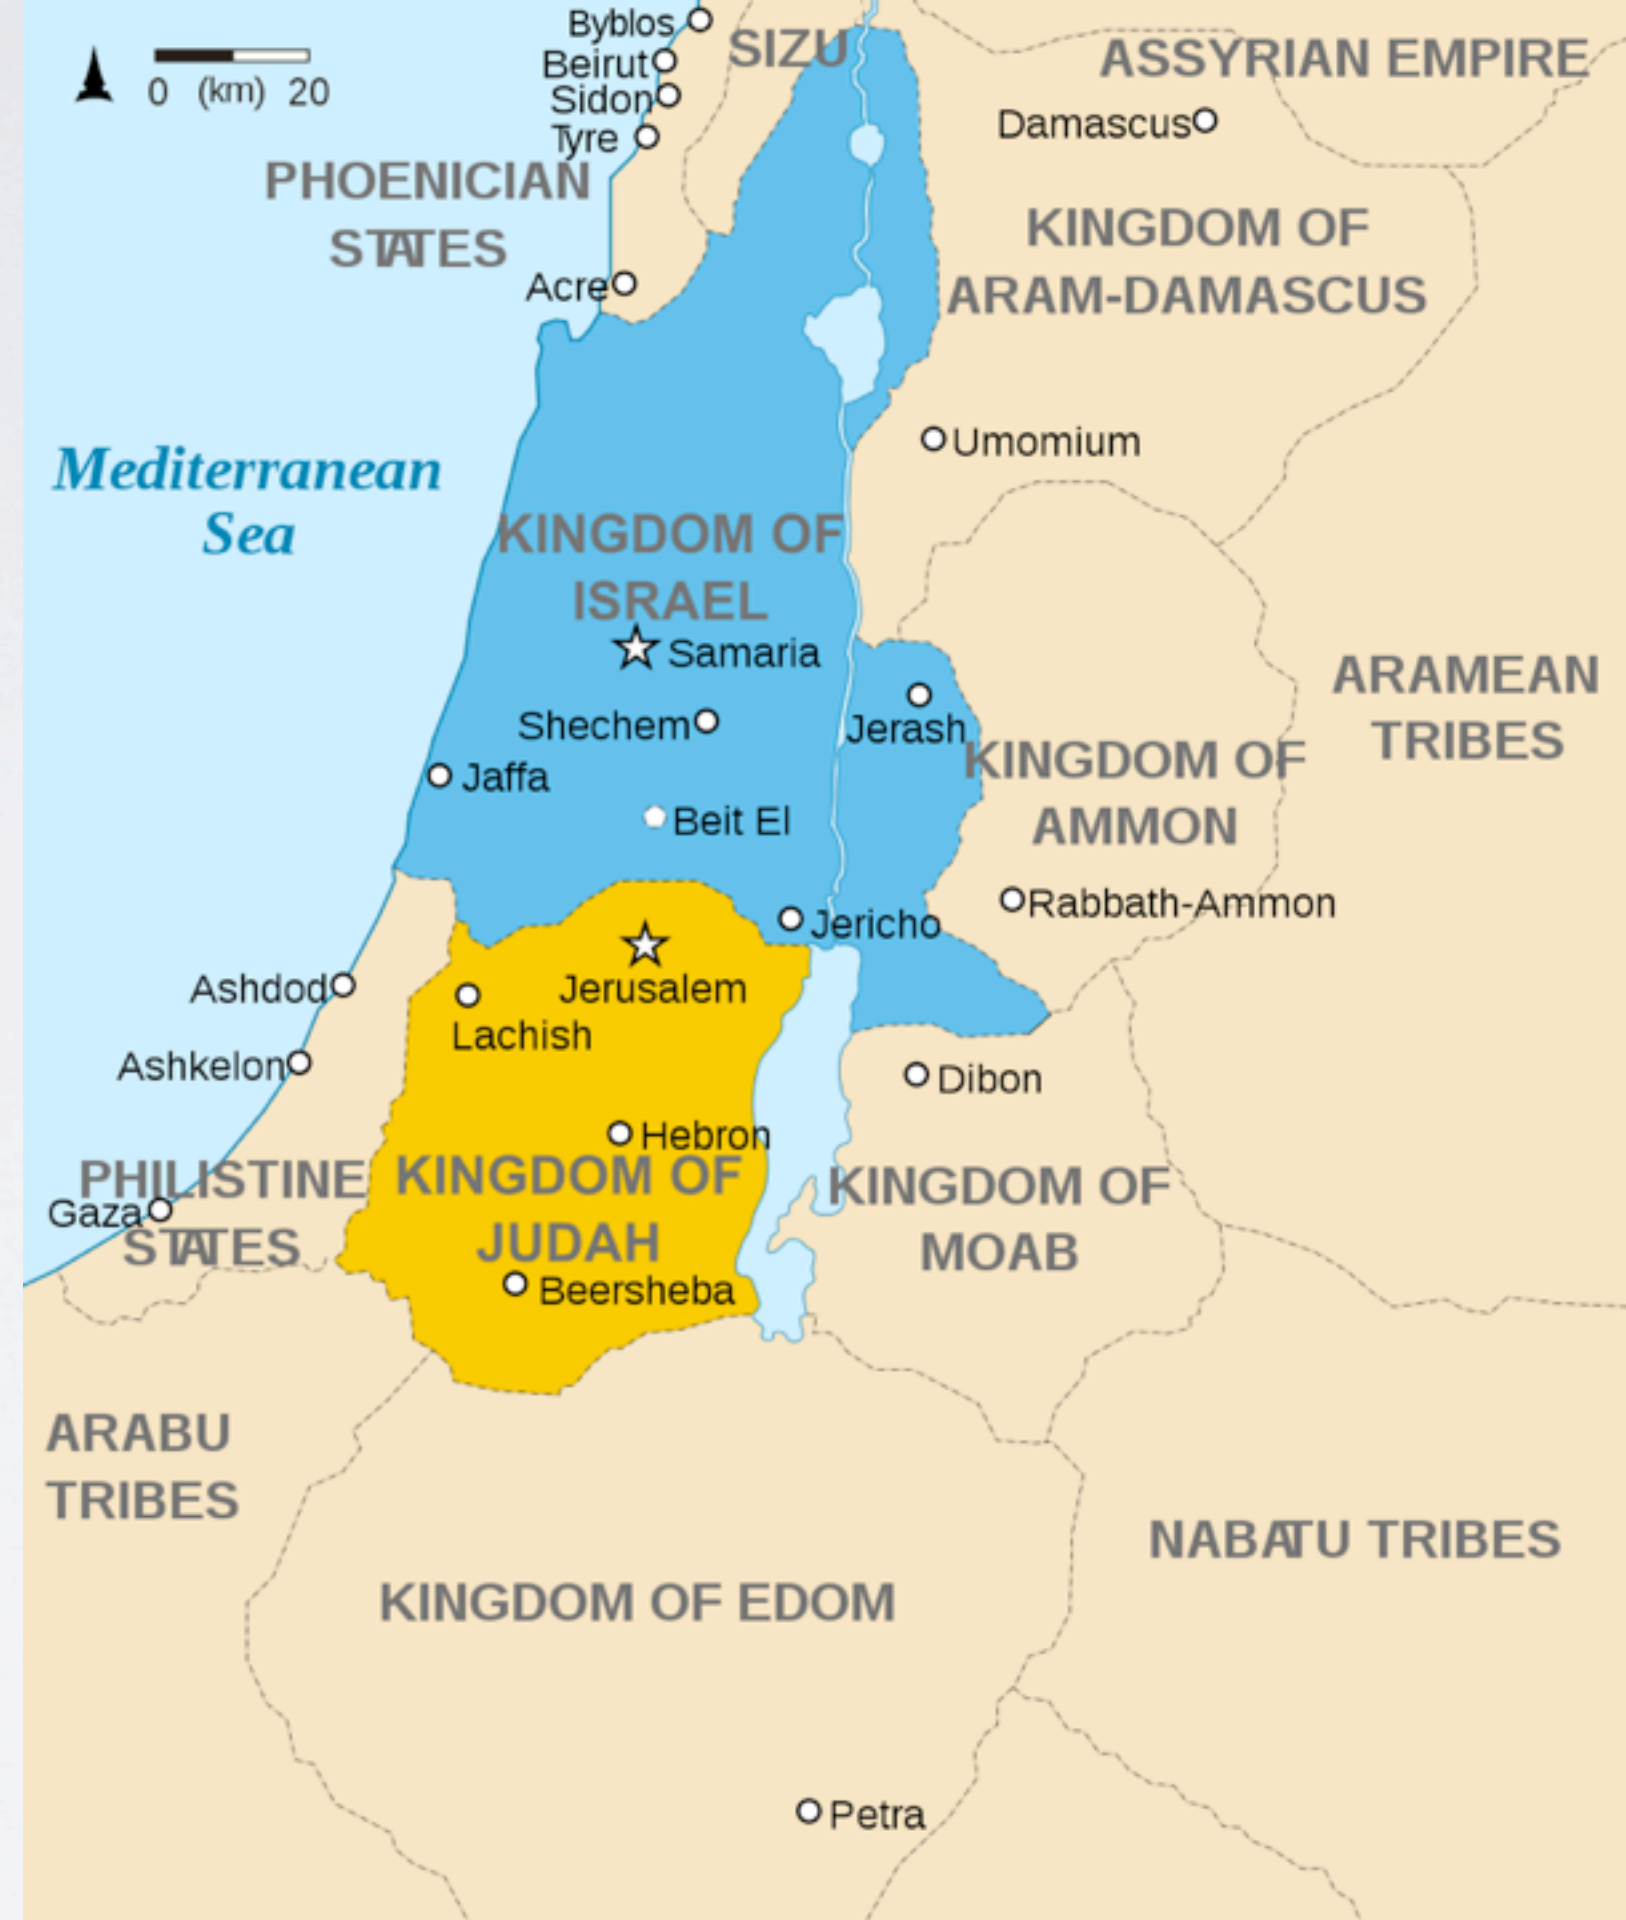 Byblos
SIZU
ASSYRIAN EMPIRE
Beirut
0 (km) 20
Sidon
Damascus
Tyre
PHOENICIAN
STATES
KINGDOM OF
ARAM-DAMASCUS
Acre
Umomium
Mediterranean
Sea
KINGDOM OF
ISRAEL
Samaria
ARAMEAN
TRIBES
Shechem
Jerash
Jaffa
KINGDOM OF
AMMON
Beit El
Rabbath-Ammon
Jericho
Ashdod
Jerusalem
Lachish
Ashkelon
Dibon
Hebron
PHILISTINE
STATES
Gaza
KINGDOM OF
JUDAH
KINGDOM OF
MOAB
Beersheba
ARABU
TRIBES
NABATU TRIBES
KINGDOM OF EDOM
Petra